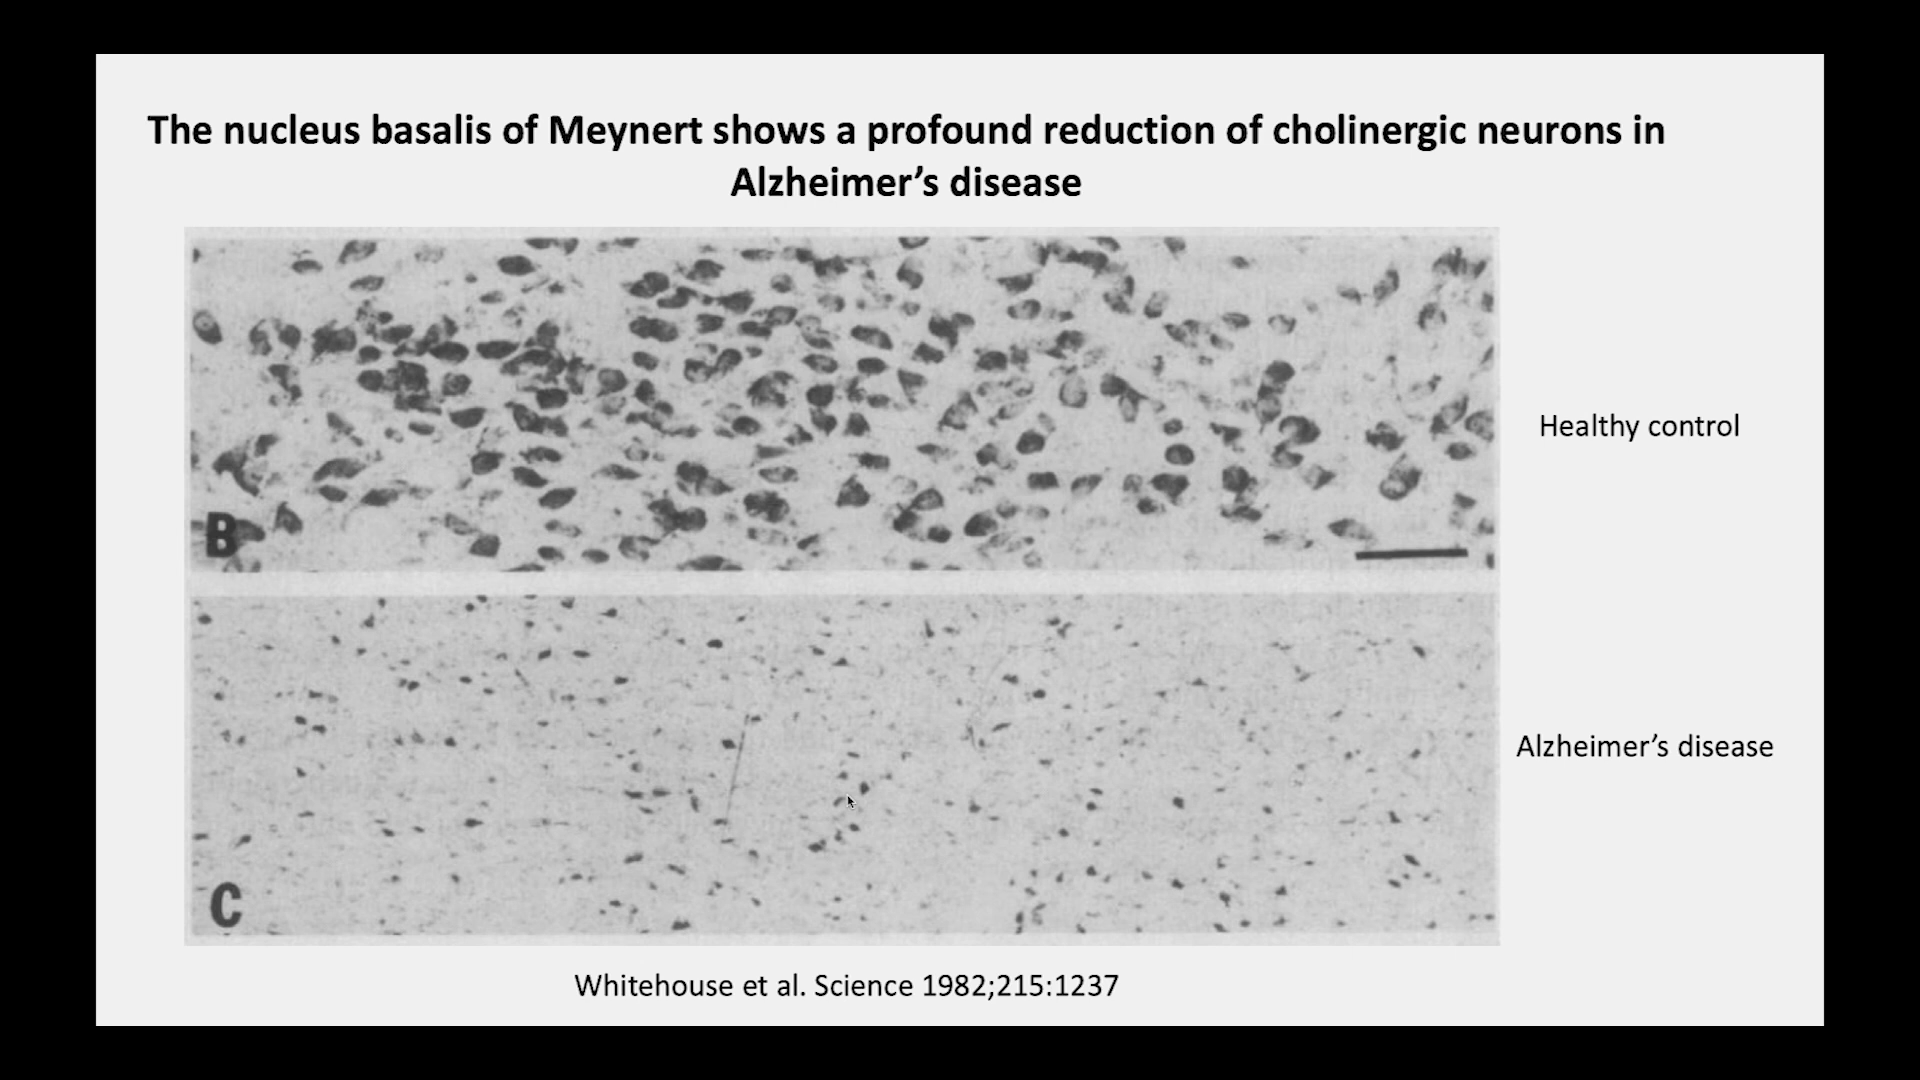 The nucleus basalis of Meynert shows a profound reduction of cholinergic neurons in
Alzheimer’s disease
B
Healthy control
C
Alzheimer’s disease
Whitehouse et al. Science 1982;215:1237